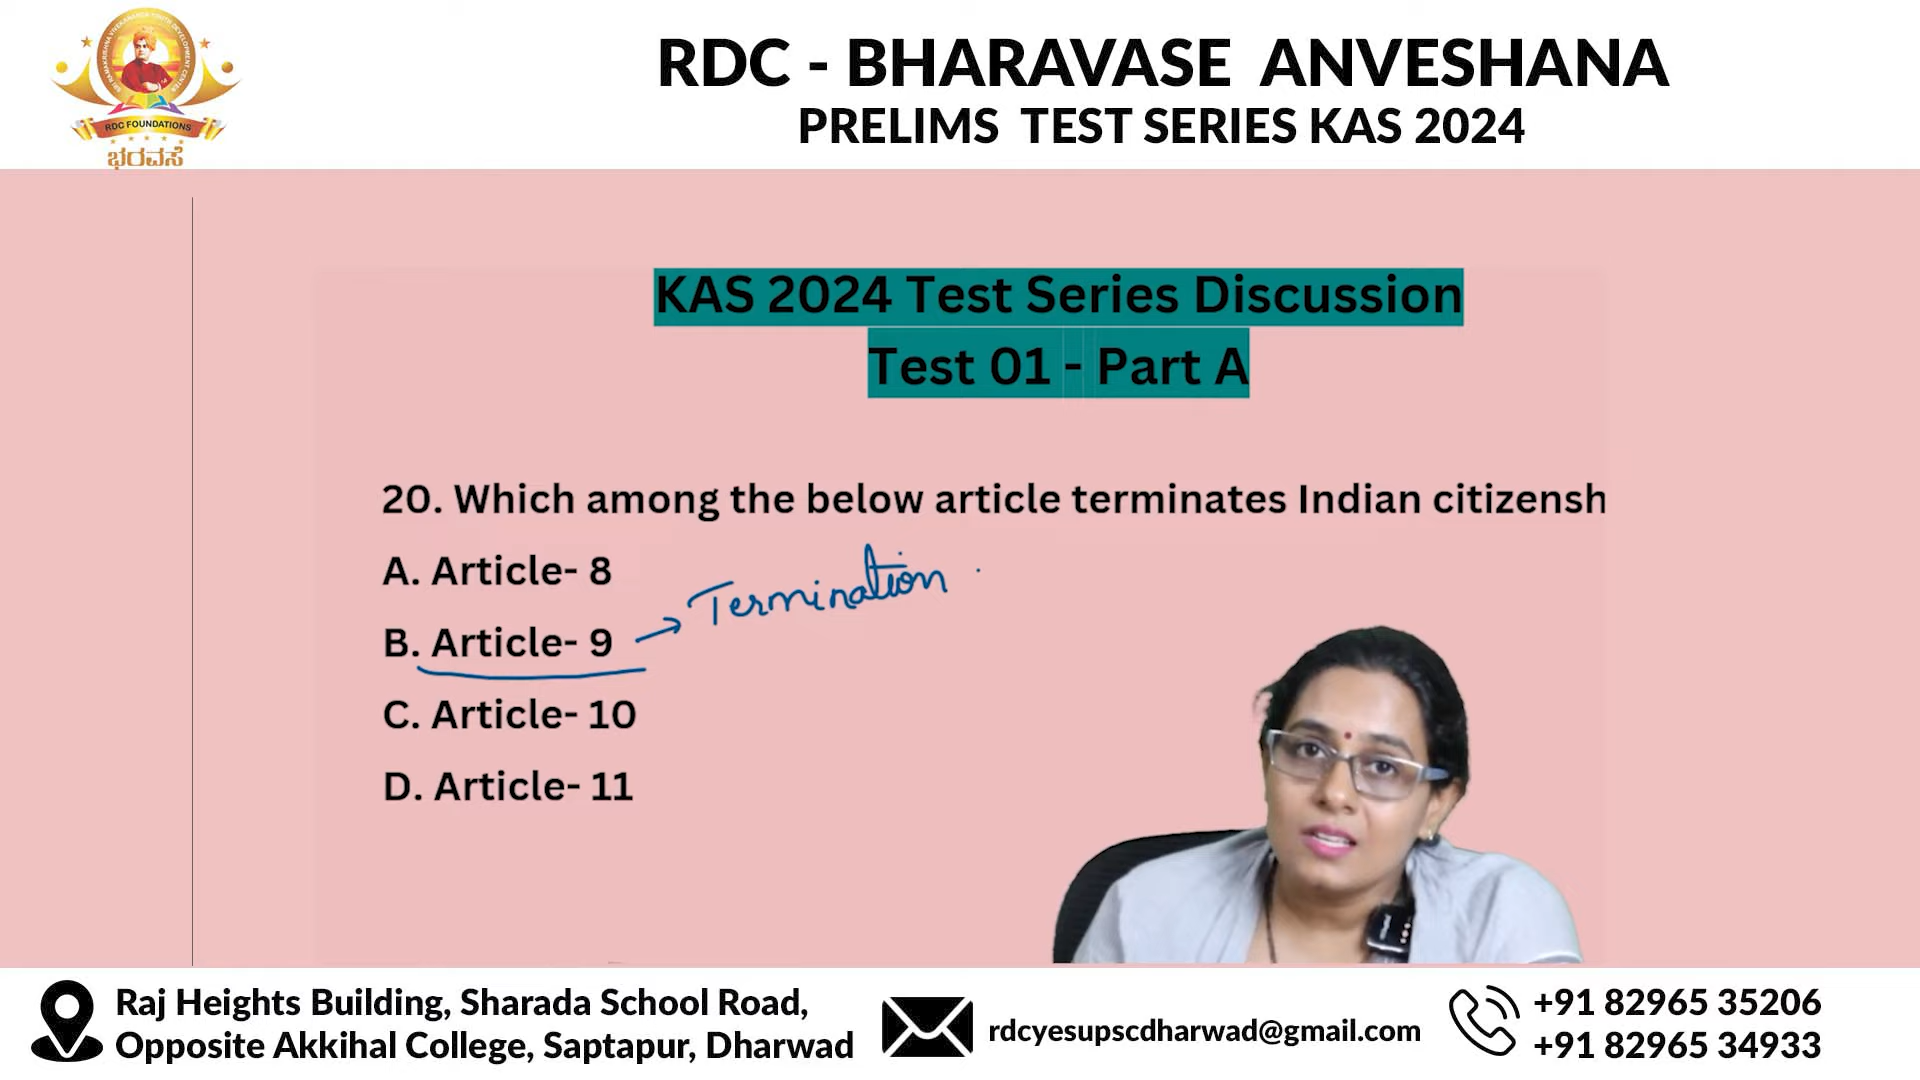 RDC - BHARAVASE ANVESHANA
PRELIMS TEST SERIES KAS 2024
RDC FOUNDATIONS
ಭರವಸೆ
KAS 2024 Test Series Discussion
Test 01 - Part A
20. Which among the below article terminates Indian citizensh
A. Article- 8
B. Article- 9 → Termination
C. Article- 10
D. Article- 11
Raj Heights Building, Sharada School Road,
Opposite Akkihal College, Saptapur, Dharwad
rdcyesupscdharwad@gmail.com
+91 82965 35206
+91 82965 34933